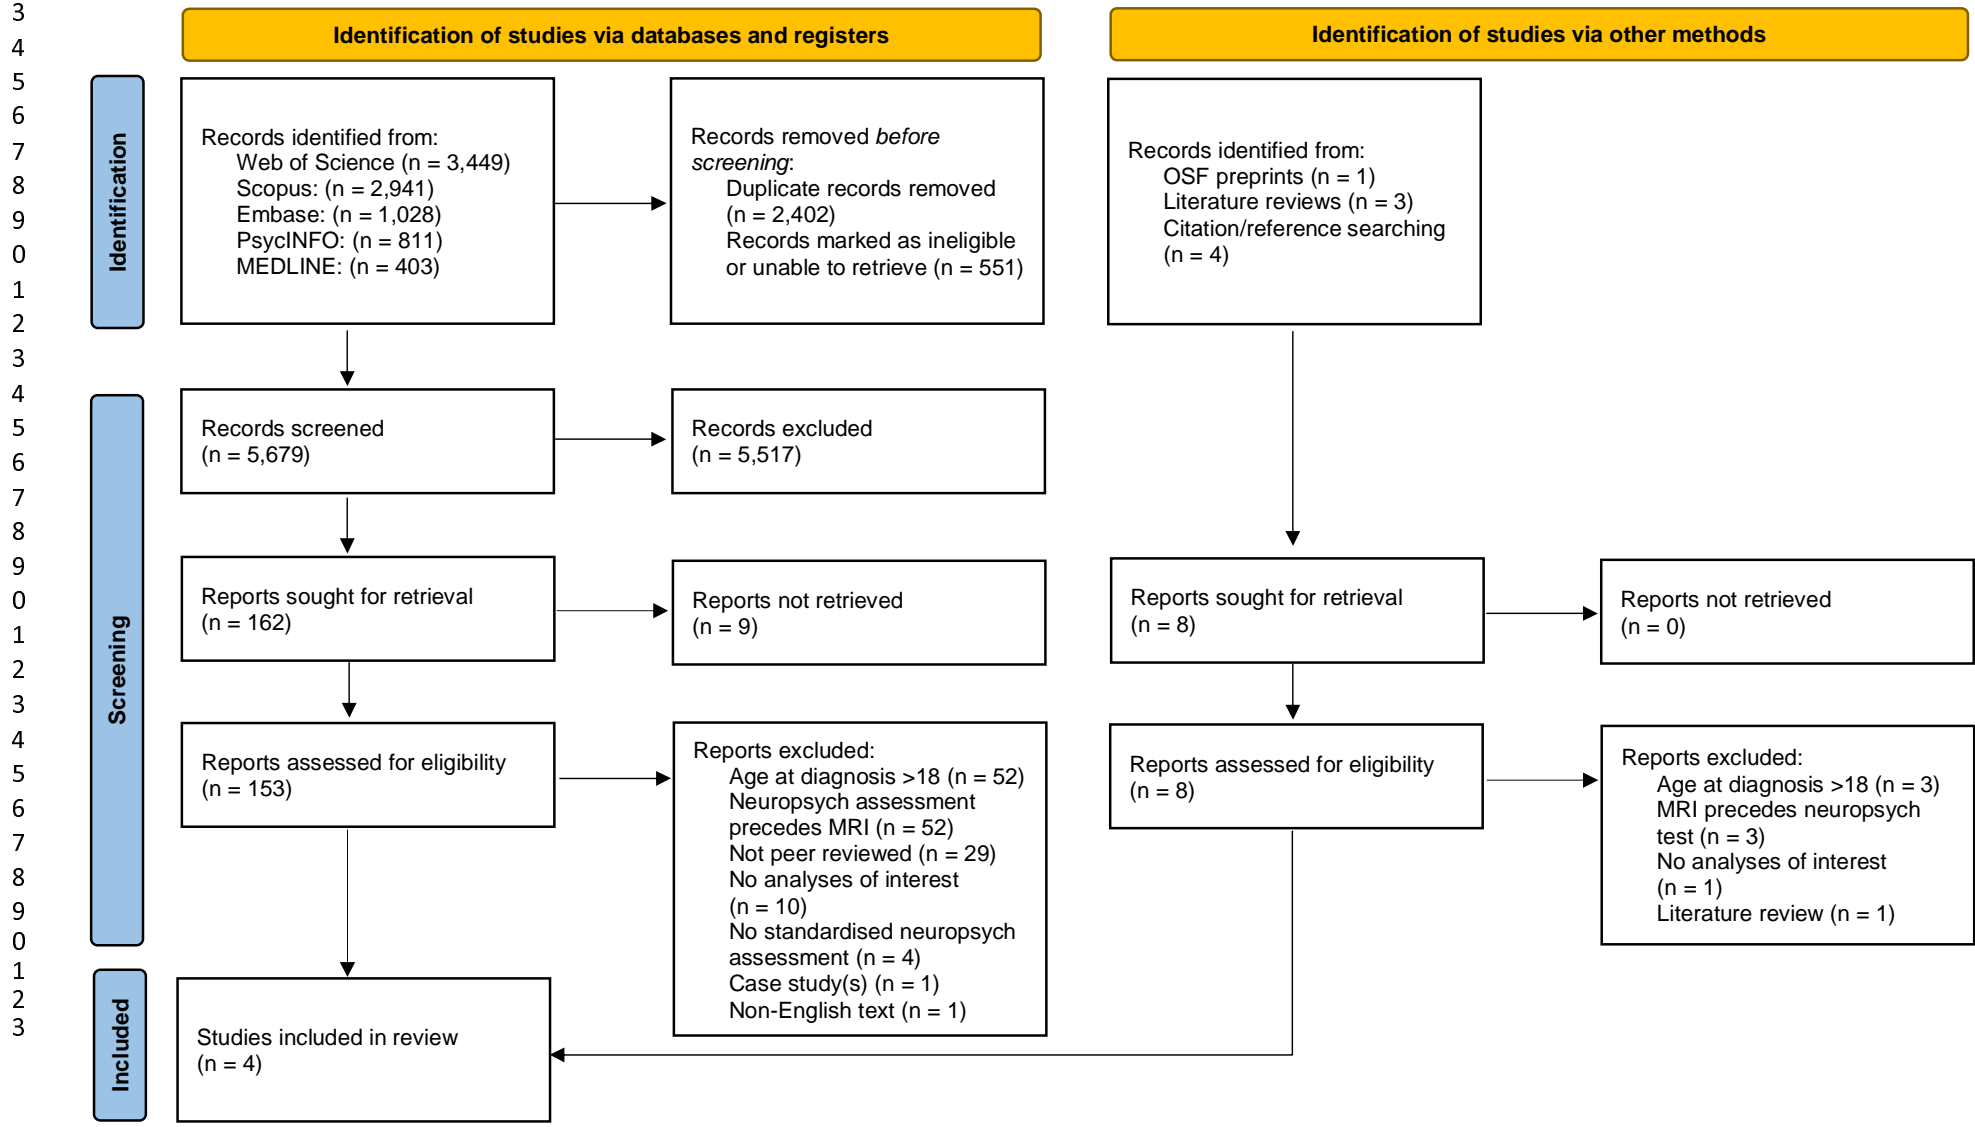 3
4
5
6
7
8
9
0
1
2
3
4
5
6
7
8
9
0
1
2
3
4
5
6
7
8
9
0
1
2
3
Identification of studies via databases and registers
Identification of studies via other methods
Identification
Records identified from:
Web of Science (n = 3,449)
Scopus: (n = 2,941)
Embase: (n = 1,028)
PsycINFO: (n = 811)
MEDLINE: (n = 403)
Records removed before
screening:
Duplicate records removed
(n = 2,402)
Records marked as ineligible
or unable to retrieve (n = 551)
Records identified from:
OSF preprints (n = 1)
Literature reviews (n = 3)
Citation/reference searching
(n = 4)
Screening
Records screened
(n = 5,679)
Records excluded
(n = 5,517)
Reports sought for retrieval
(n = 162)
Reports not retrieved
(n = 9)
Reports sought for retrieval
(n = 8)
Reports not retrieved
(n = 0)
Reports assessed for eligibility
(n = 153)
Reports excluded:
Age at diagnosis >18 (n = 52)
Neuropsych assessment
precedes MRI (n = 52)
Not peer reviewed (n = 29)
No analyses of interest
(n = 10)
No standardised neuropsych
assessment (n = 4)
Case study(s) (n = 1)
Non-English text (n = 1)
Reports assessed for eligibility
(n = 8)
Reports excluded:
Age at diagnosis >18 (n = 3)
MRI precedes neuropsych
test (n = 3)
No analyses of interest
(n = 1)
Literature review (n = 1)
Included
Studies included in review
(n = 4)